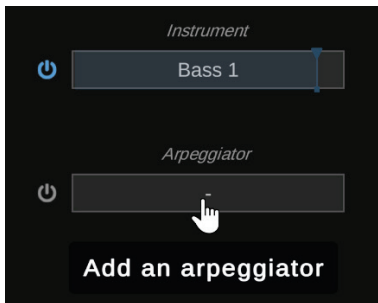 Instrument
Bass 1
Arpeggiator
-
Add an arpeggiator